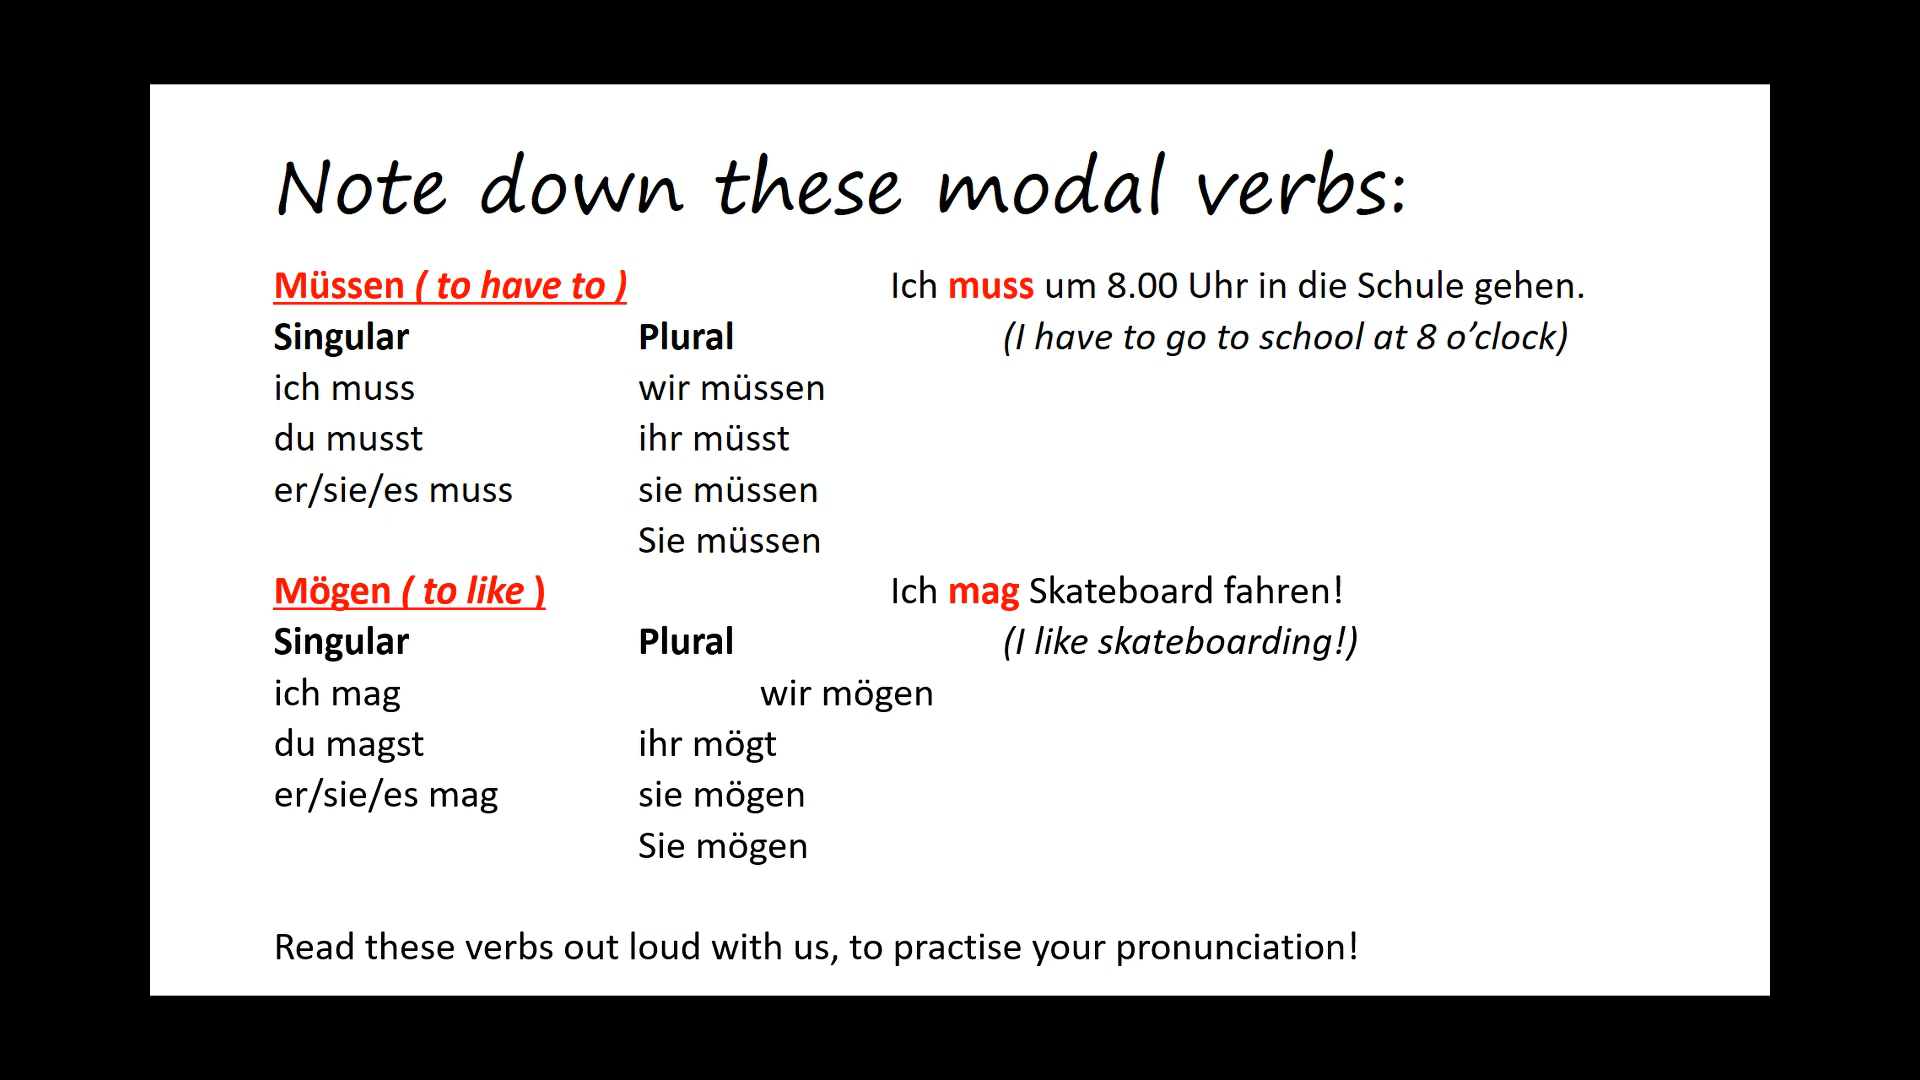 Note down these modal verbs:
Müssen ( to have to ) Ich muss um 8.00 Uhr in die Schule gehen.
Singular Plural (I have to go to school at 8 o’clock)
ich muss wir müssen
du musst ihr müsst
er/sie/es muss sie müssen
Sie müssen
Mögen ( to like ) Ich mag Skateboard fahren!
Singular Plural (I like skateboarding!)
ich mag wir mögen
du magst ihr mögt
er/sie/es mag sie mögen
Sie mögen
Read these verbs out loud with us, to practise your pronunciation!